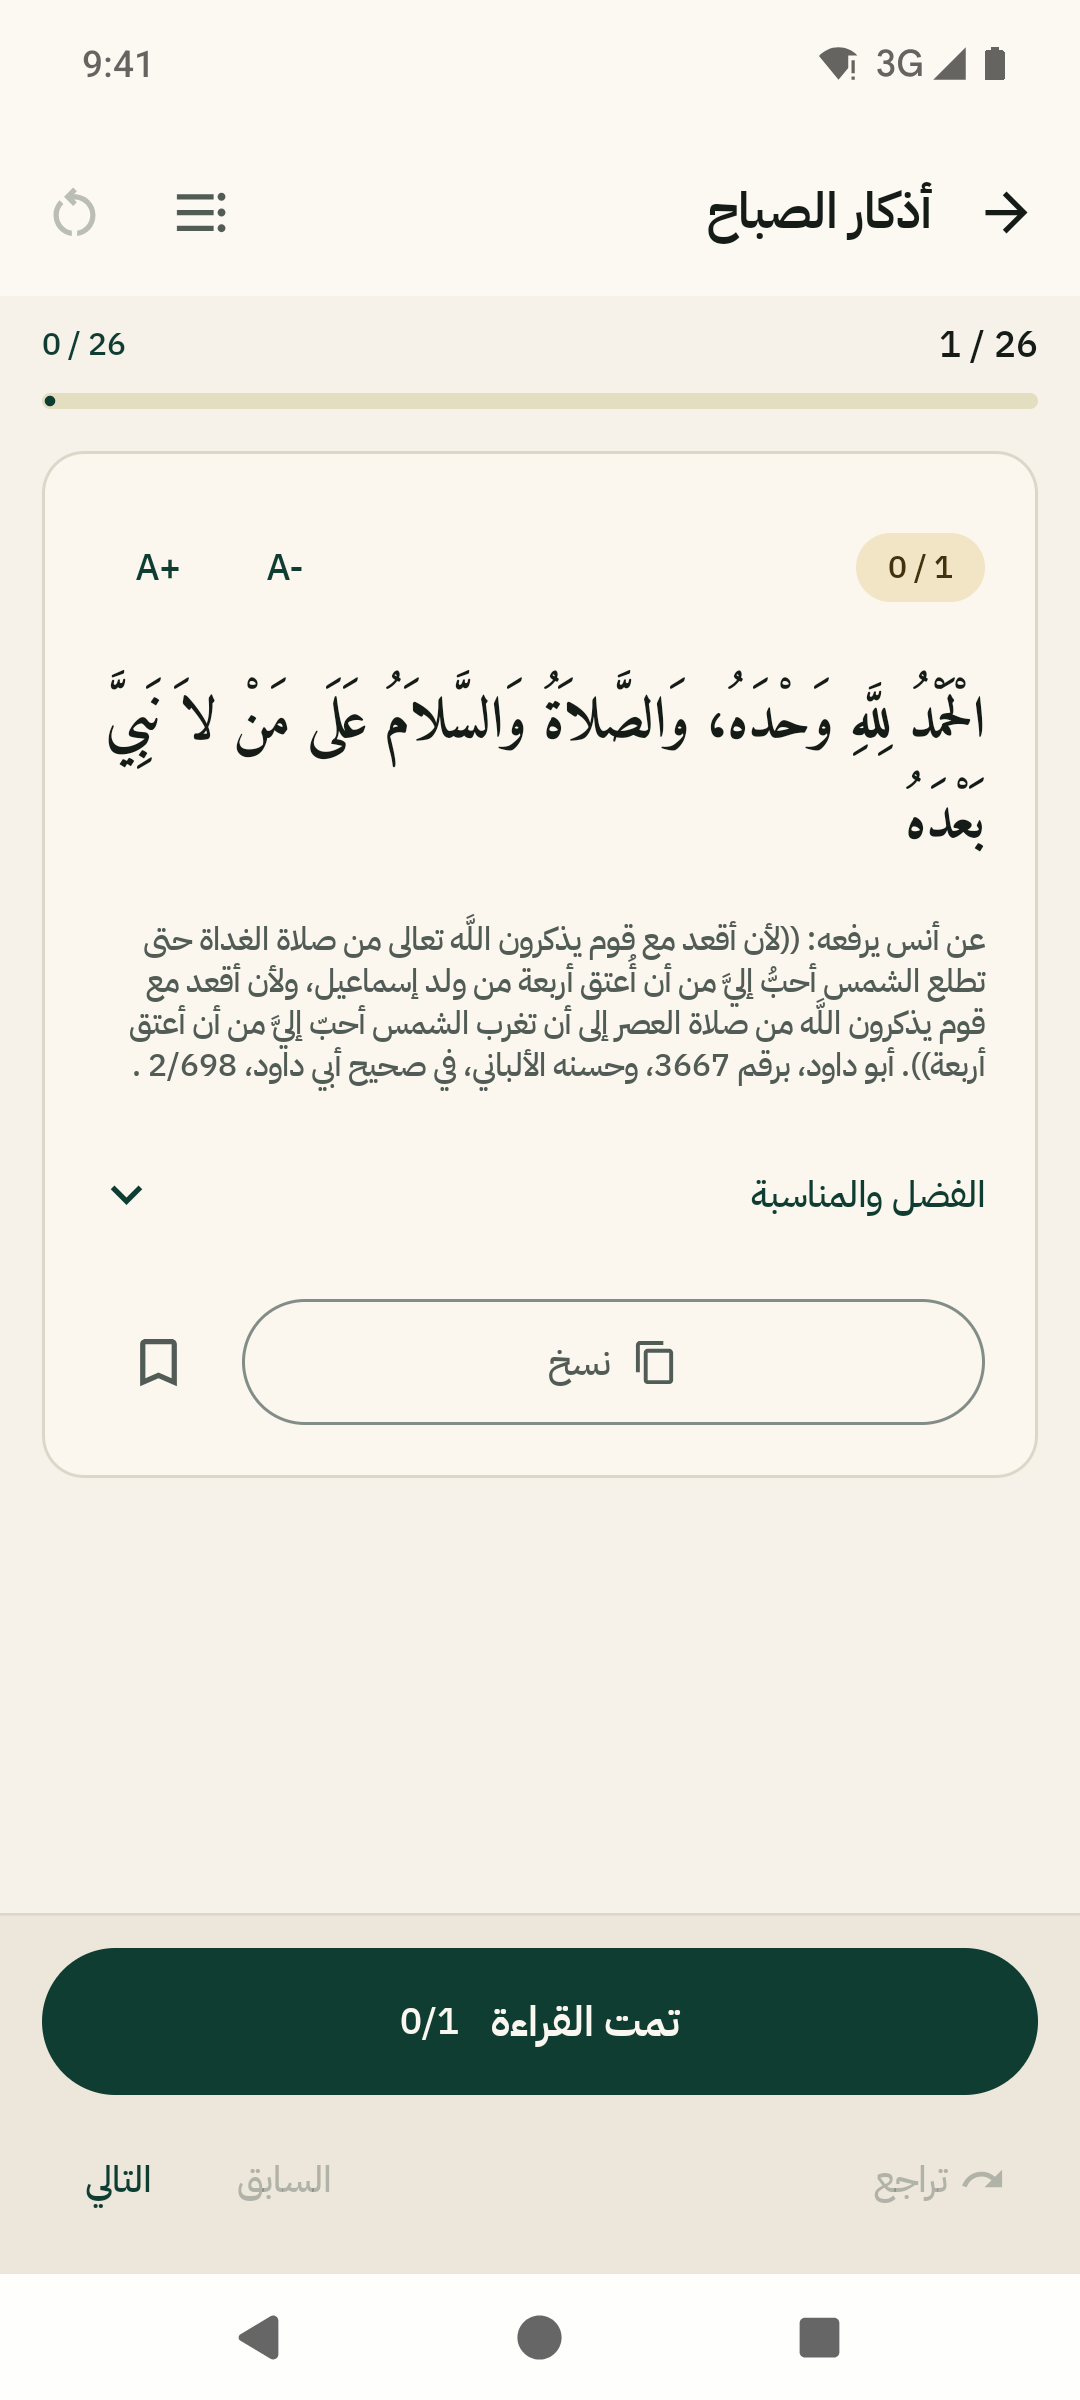 9:41
3G
أذكار الصباح
1 / 26
0 / 26
0 / 1
A-
A+
الْحَمْدُ لِلَّهِ وَحْدَهُ، وَالصَّلاَةُ وَالسَّلاَمُ عَلَى مَنْ لاَ نَبِيَّ
بَعْدَهُ
عن أنس يرفعه: ((لأن أقعد مع قوم يذكرون اللَّه تعالى من صلاة الغداة حتى
تطلع الشمس أحبُّ إليَّ من أن أُعتق أربعة من ولد إسماعيل، ولأن أقعد مع
قوم يذكرون اللَّه من صلاة العصر إلى أن تغرب الشمس أحبّ إليَّ من أن أعتق
أربعة)). أبو داود، برقم 3667، وحسنه الألباني، في صحيح أبي داود، 2/698 .
الفضل والمناسبة
نسخ
تمت القراءة 0/1
تراجع
السابق
التالي